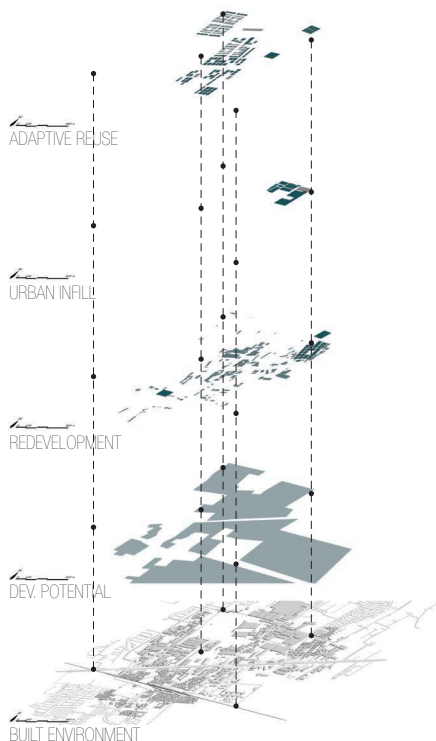 ADAPTIVE REUSE
URBAN INFILL
REDEVELOPMENT
DEV. POTENTIAL
BUILT ENVIRONMENT